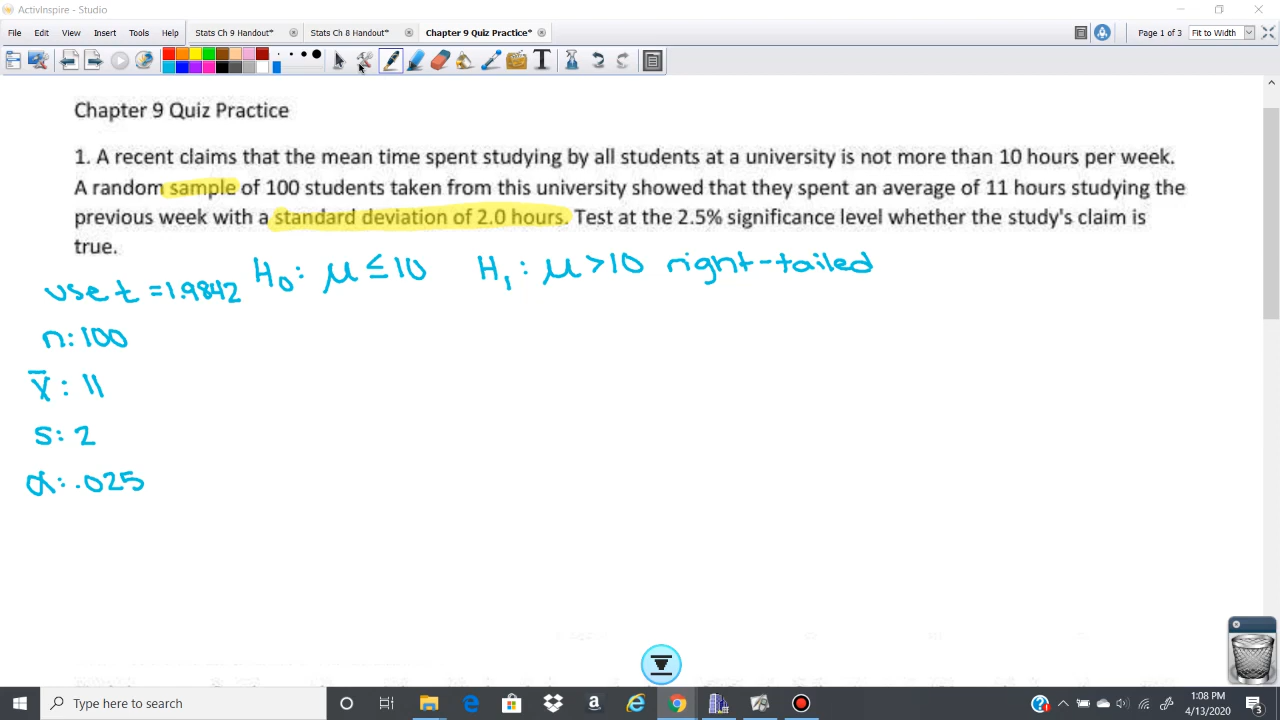 ActivInspire - Studio
File Edit View Insert Tools Help Stats Ch 9 Handout* Stats Ch 8 Handout* Chapter 9 Quiz Practice* Page 1 of 3 Fit to Width
Chapter 9 Quiz Practice
1. A recent claims that the mean time spent studying by all students at a university is not more than 10 hours per week.
A random sample of 100 students taken from this university showed that they spent an average of 11 hours studying the
previous week with a standard deviation of 2.0 hours. Test at the 2.5% significance level whether the study's claim is
true.
H₀: μ ≤ 10 H₁: μ > 10 right-tailed
use t = 1.9842
n: 100
x̄: 11
s: 2
α: .025
Type here to search
1:08 PM
4/13/2020
3